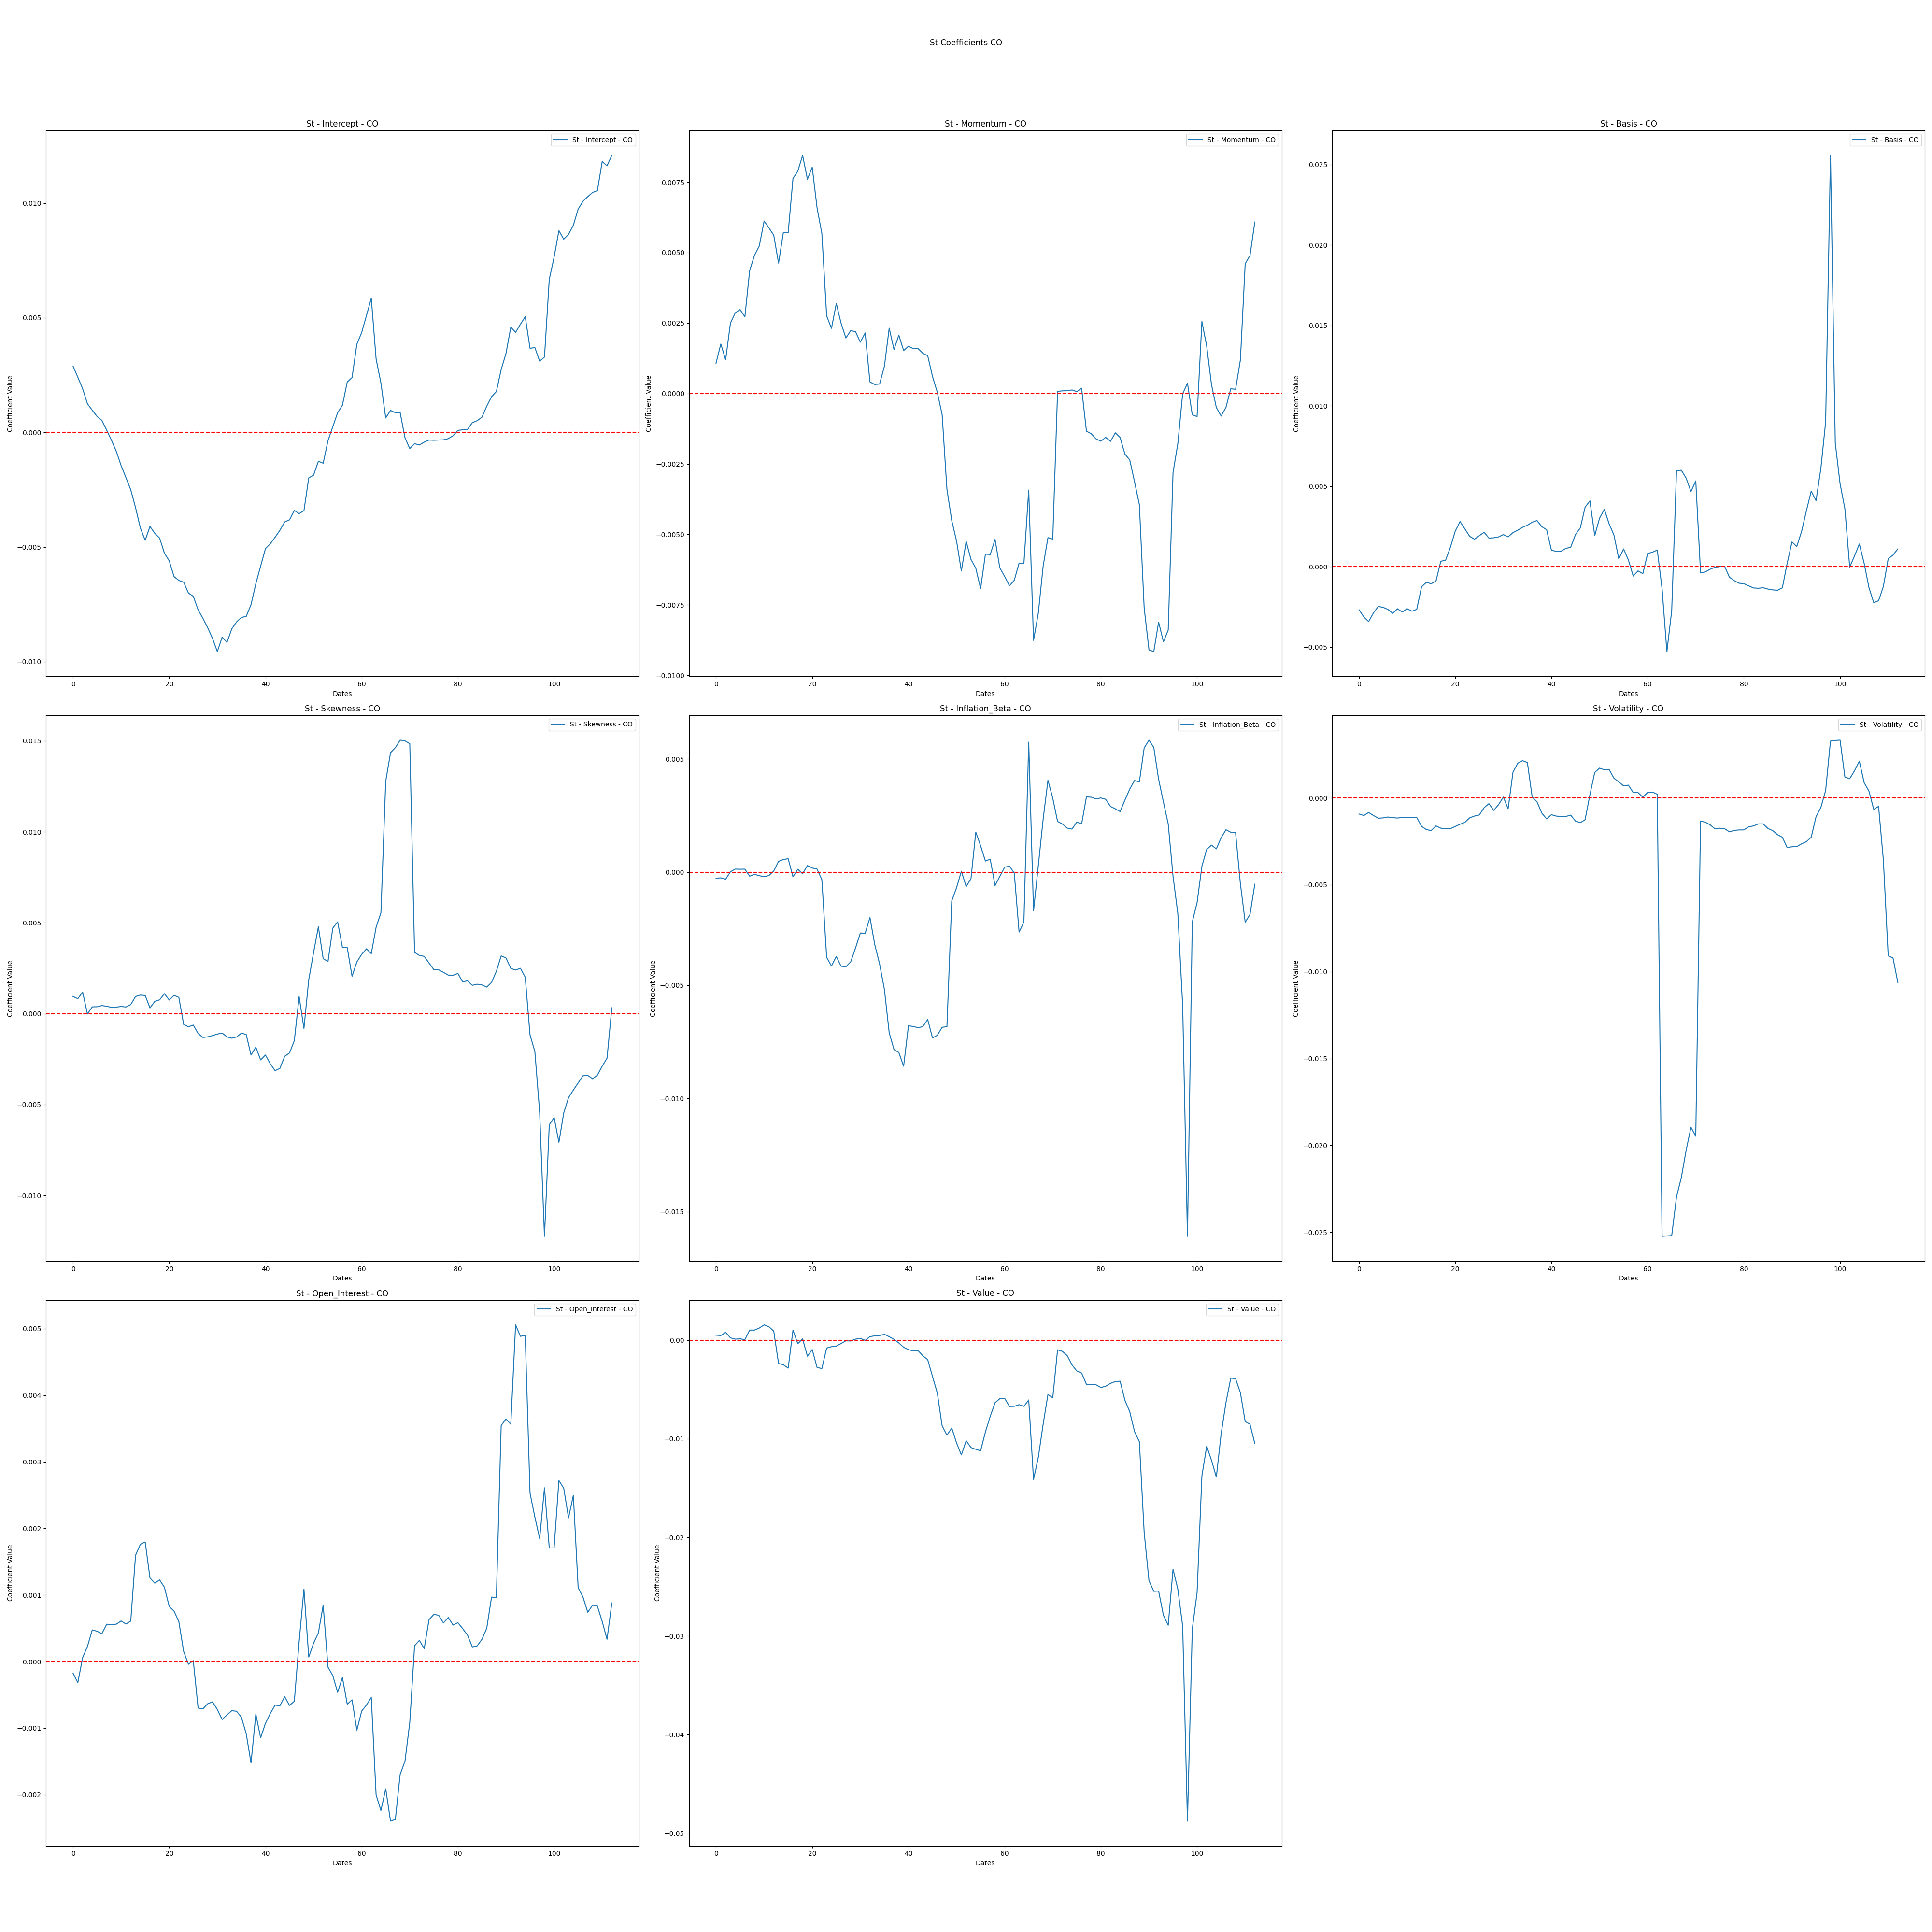 St Coefficients CO
St - Intercept - CO
St - Intercept - CO
0.010
0.005
0.000
−0.005
−0.010
Coefficient Value
0 20 40 60 80 100
Dates
St - Momentum - CO
St - Momentum - CO
0.0075
0.0050
0.0025
0.0000
−0.0025
−0.0050
−0.0075
−0.0100
Coefficient Value
0 20 40 60 80 100
Dates
St - Basis - CO
St - Basis - CO
0.025
0.020
0.015
0.010
0.005
0.000
−0.005
Coefficient Value
0 20 40 60 80 100
Dates
St - Skewness - CO
St - Skewness - CO
0.015
0.010
0.005
0.000
−0.005
−0.010
Coefficient Value
0 20 40 60 80 100
Dates
St - Inflation_Beta - CO
St - Inflation_Beta - CO
0.005
0.000
−0.005
−0.010
−0.015
Coefficient Value
0 20 40 60 80 100
Dates
St - Volatility - CO
St - Volatility - CO
0.000
−0.005
−0.010
−0.015
−0.020
−0.025
Coefficient Value
0 20 40 60 80 100
Dates
St - Open_Interest - CO
St - Open_Interest - CO
0.005
0.004
0.003
0.002
0.001
0.000
−0.001
−0.002
Coefficient Value
0 20 40 60 80 100
Dates
St - Value - CO
St - Value - CO
0.00
−0.01
−0.02
−0.03
−0.04
−0.05
Coefficient Value
0 20 40 60 80 100
Dates